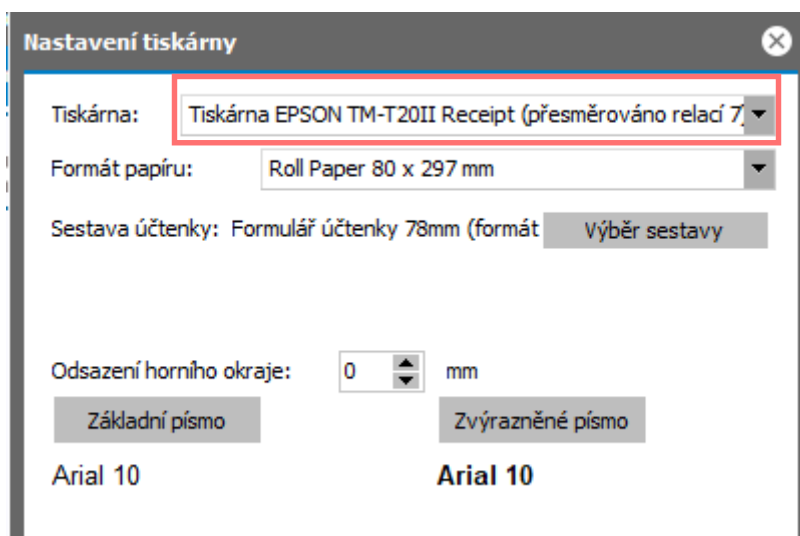 Nastavení tiskárny
Tiskárna: Tiskárna EPSON TM-T20II Receipt (přesměrováno relací 7)
Formát papíru: Roll Paper 80 x 297 mm
Sestava účtenky: Formulář účtenky 78mm (formát Výběr sestavy
Odsazení horního okraje: 0 mm
Základní písmo Zvýrazněné písmo
Arial 10 Arial 10